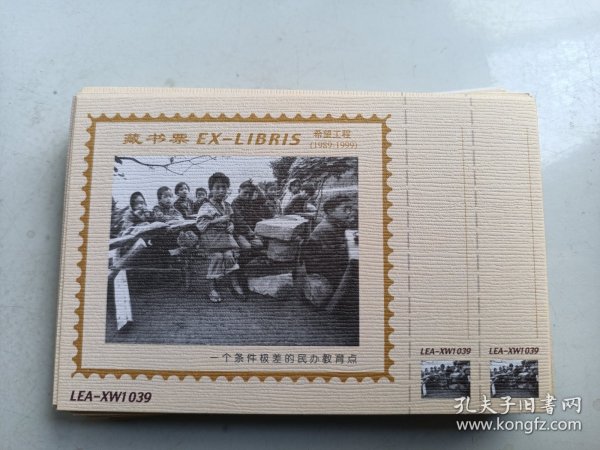 藏书票 EX-LIBRIS 希望工程
(1989-1999)
一个条件极差的民办教育点
LEA-XW1039
LEA-XW1039
LEA-XW1039
孔夫子旧书网
www.kongfz.com